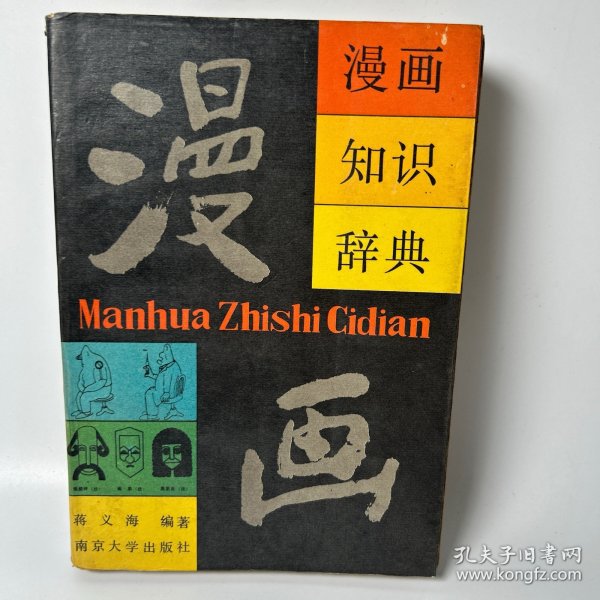 漫画
漫画
知识
辞典
Manhua Zhishi Cidian
蒋义海 编著
南京大学出版社
孔夫子旧书网
www.kongfz.com